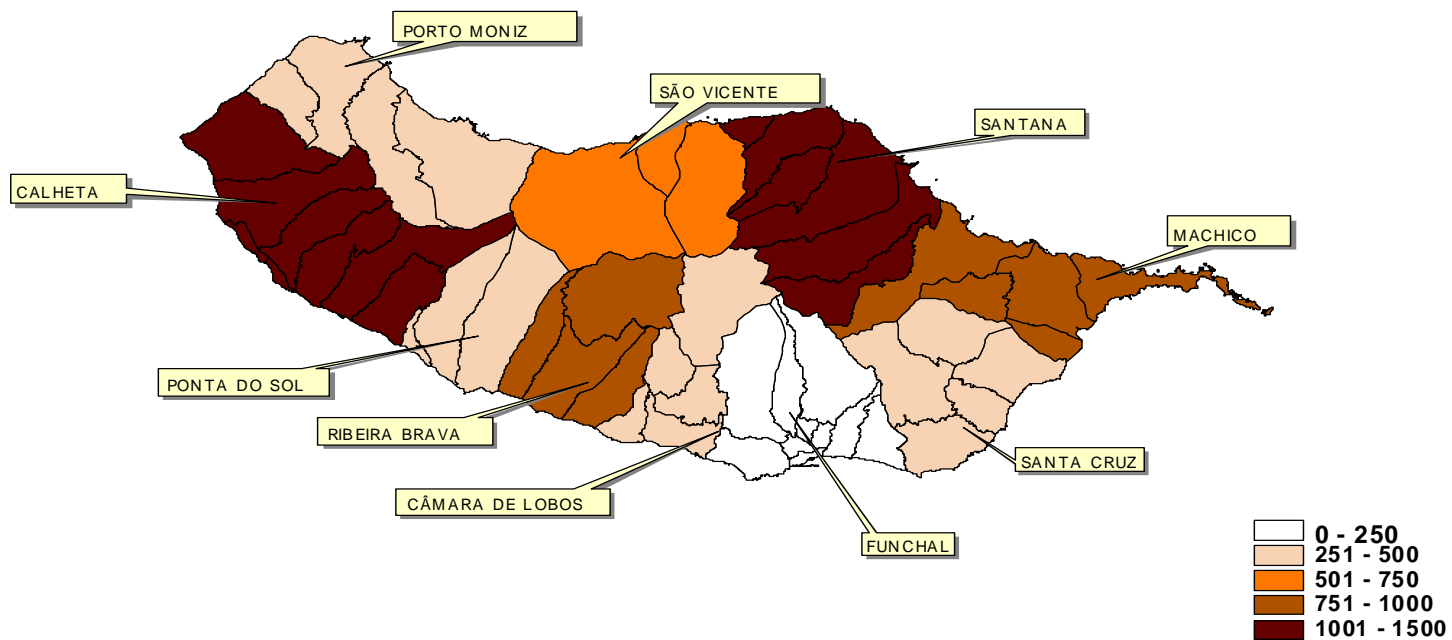 PORTO MONIZ
SÃO VICENTE
SANTANA
CALHETA
MACHICO
PONTA DO SOL
RIBEIRA BRAVA
SANTA CRUZ
CÂMARA DE LOBOS
FUNCHAL
0 - 250
251 - 500
501 - 750
751 - 1000
1001 - 1500